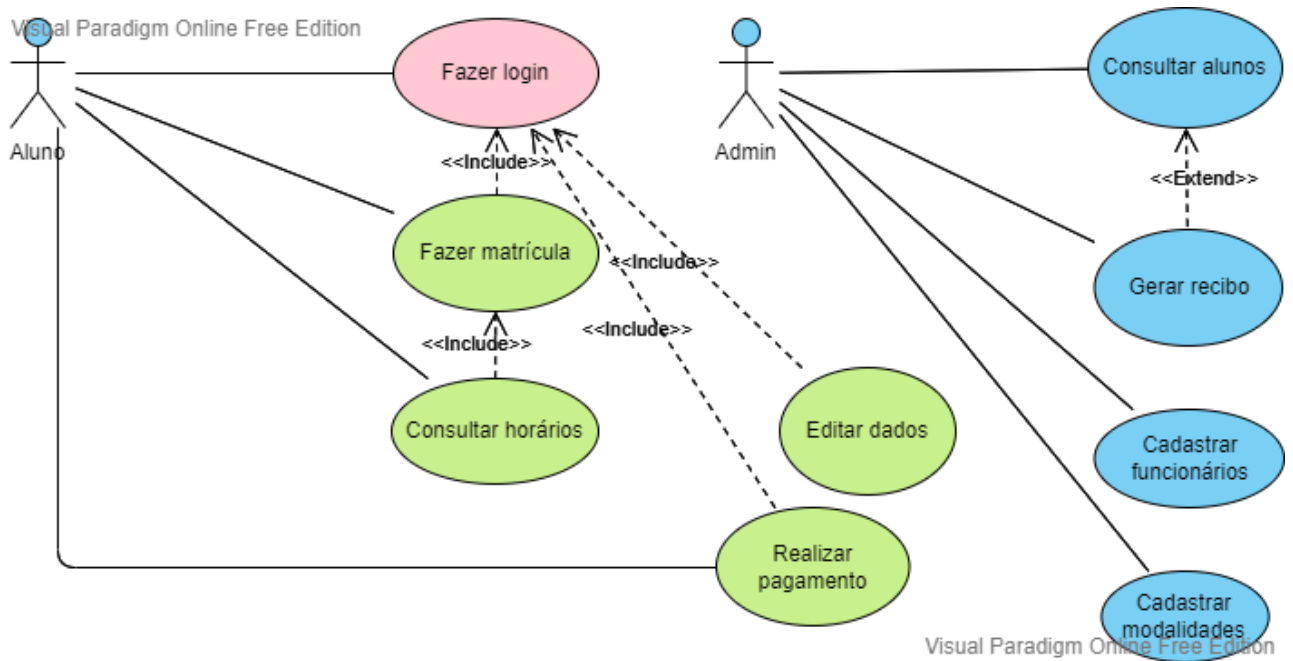 Visual Paradigm Online Free Edition
Aluno
Fazer login
<<Include>>
Fazer matrícula
<<Include>>
Consultar horários
<<Include>>
<<Include>>
Editar dados
Realizar
pagamento
Admin
Consultar alunos
<<Extend>>
Gerar recibo
Cadastrar
funcionários
Cadastrar
modalidades
Visual Paradigm Online Free Edition